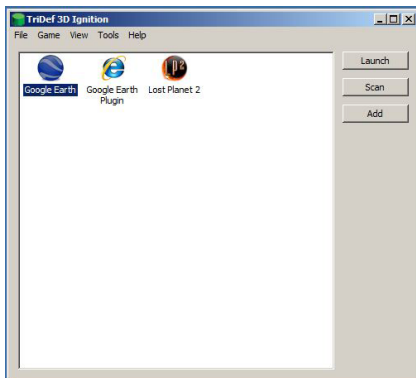 TriDef 3D Ignition
File Game View Tools Help
Launch
Scan
Add
LP2
Google Earth
Google Earth Plugin
Lost Planet 2